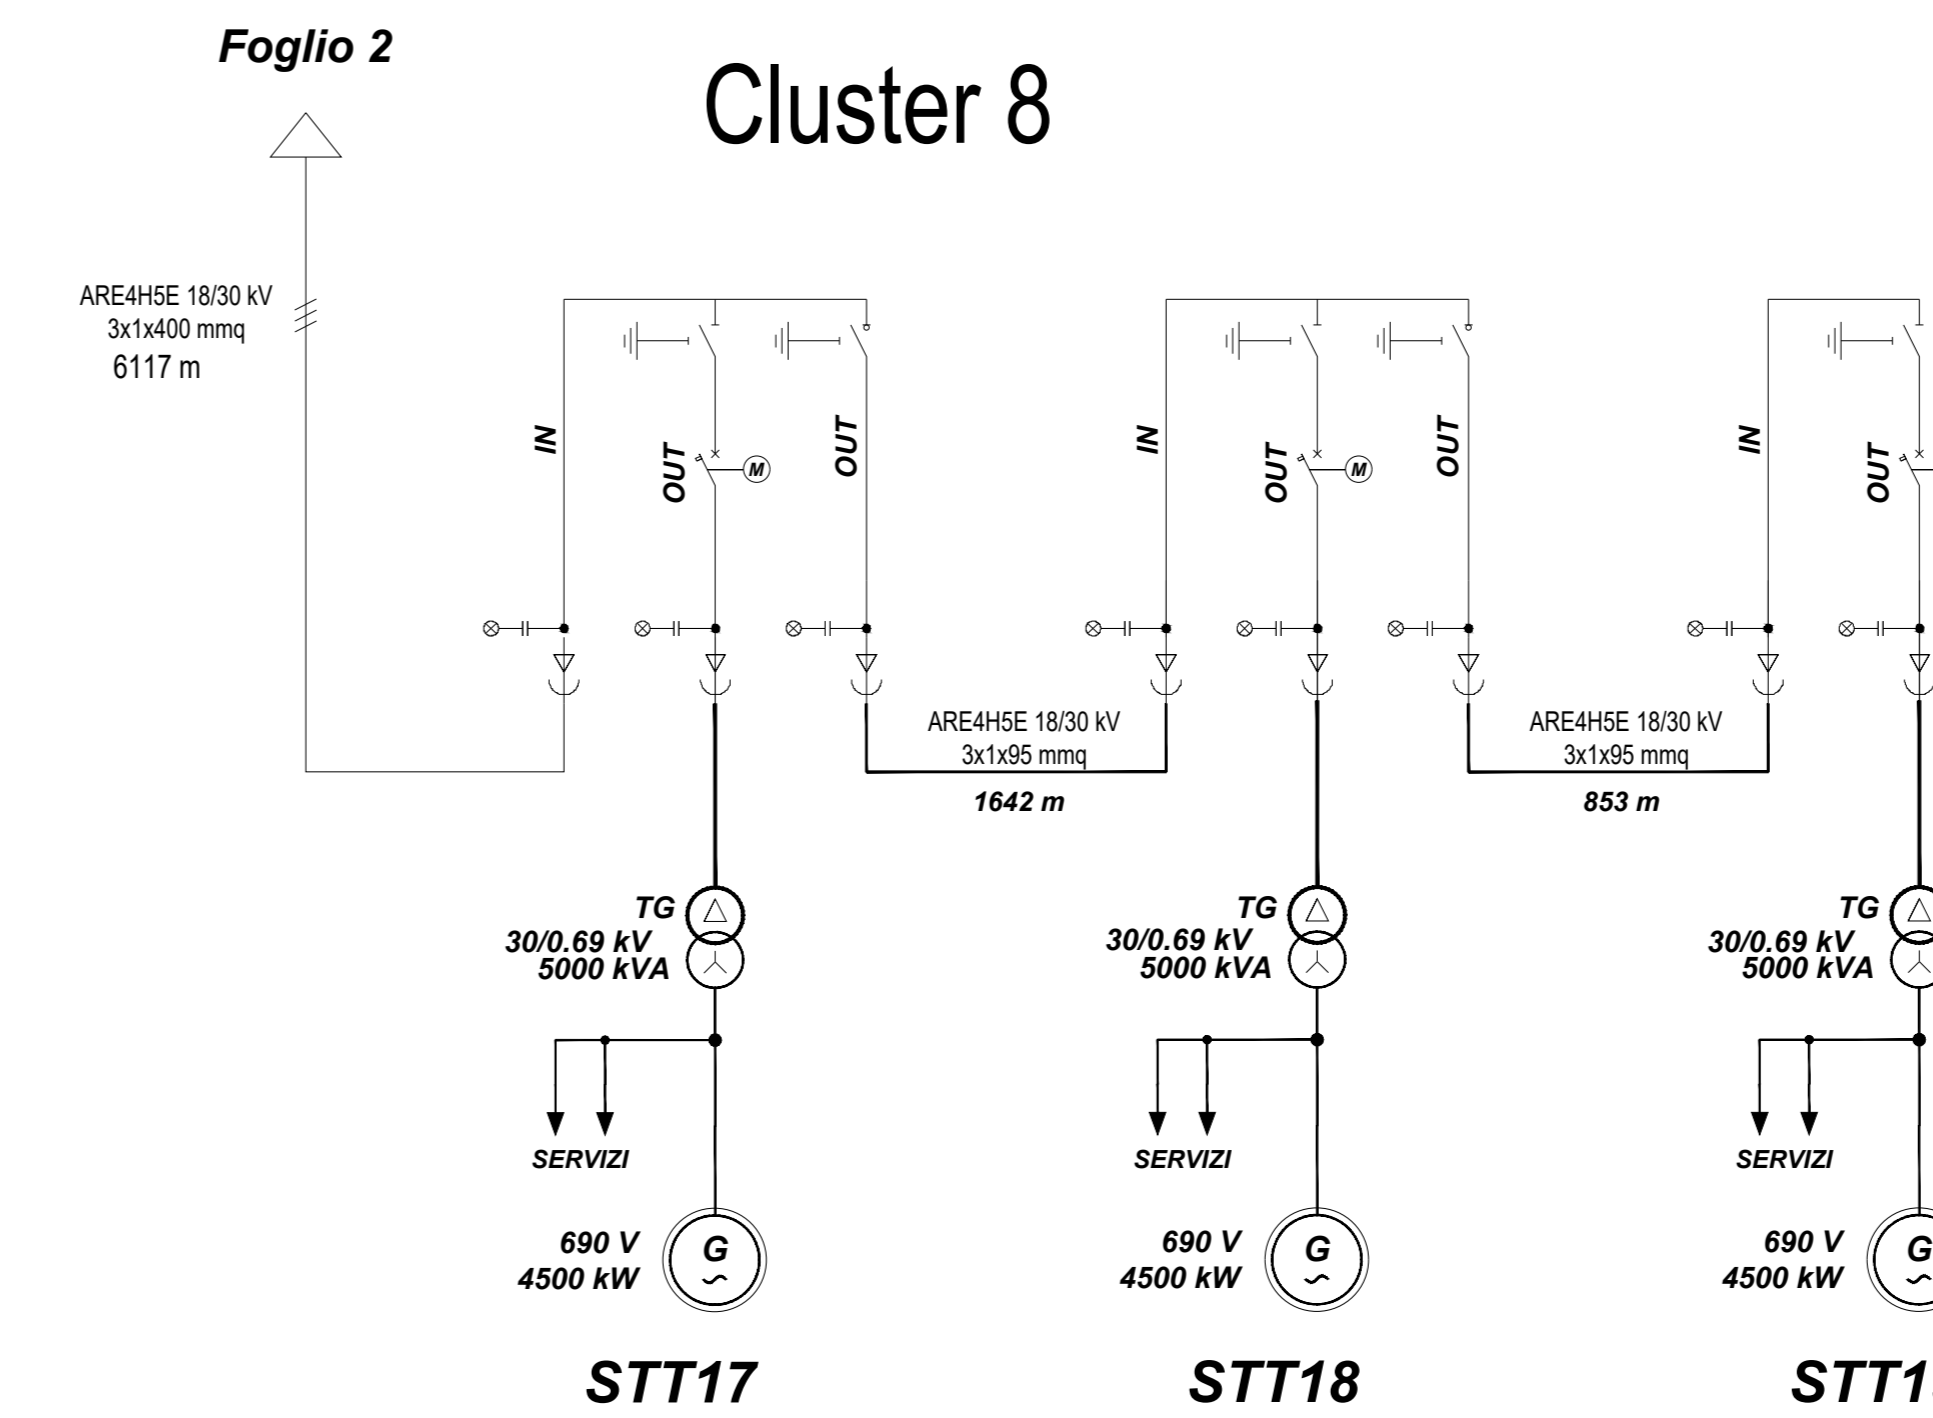 Foglio 2
Cluster 8
ARE4H5E 18/30 kV
3x1x400 mmq
6117 m
IN
OUT
M
OUT
IN
OUT
M
OUT
IN
OUT
ARE4H5E 18/30 kV
3x1x95 mmq
1642 m
ARE4H5E 18/30 kV
3x1x95 mmq
853 m
TG
30/0.69 kV
5000 kVA
TG
30/0.69 kV
5000 kVA
TG
30/0.69 kV
5000 kVA
SERVIZI
SERVIZI
SERVIZI
690 V
4500 kW
G
690 V
4500 kW
G
690 V
4500 kW
G
STT17
STT18